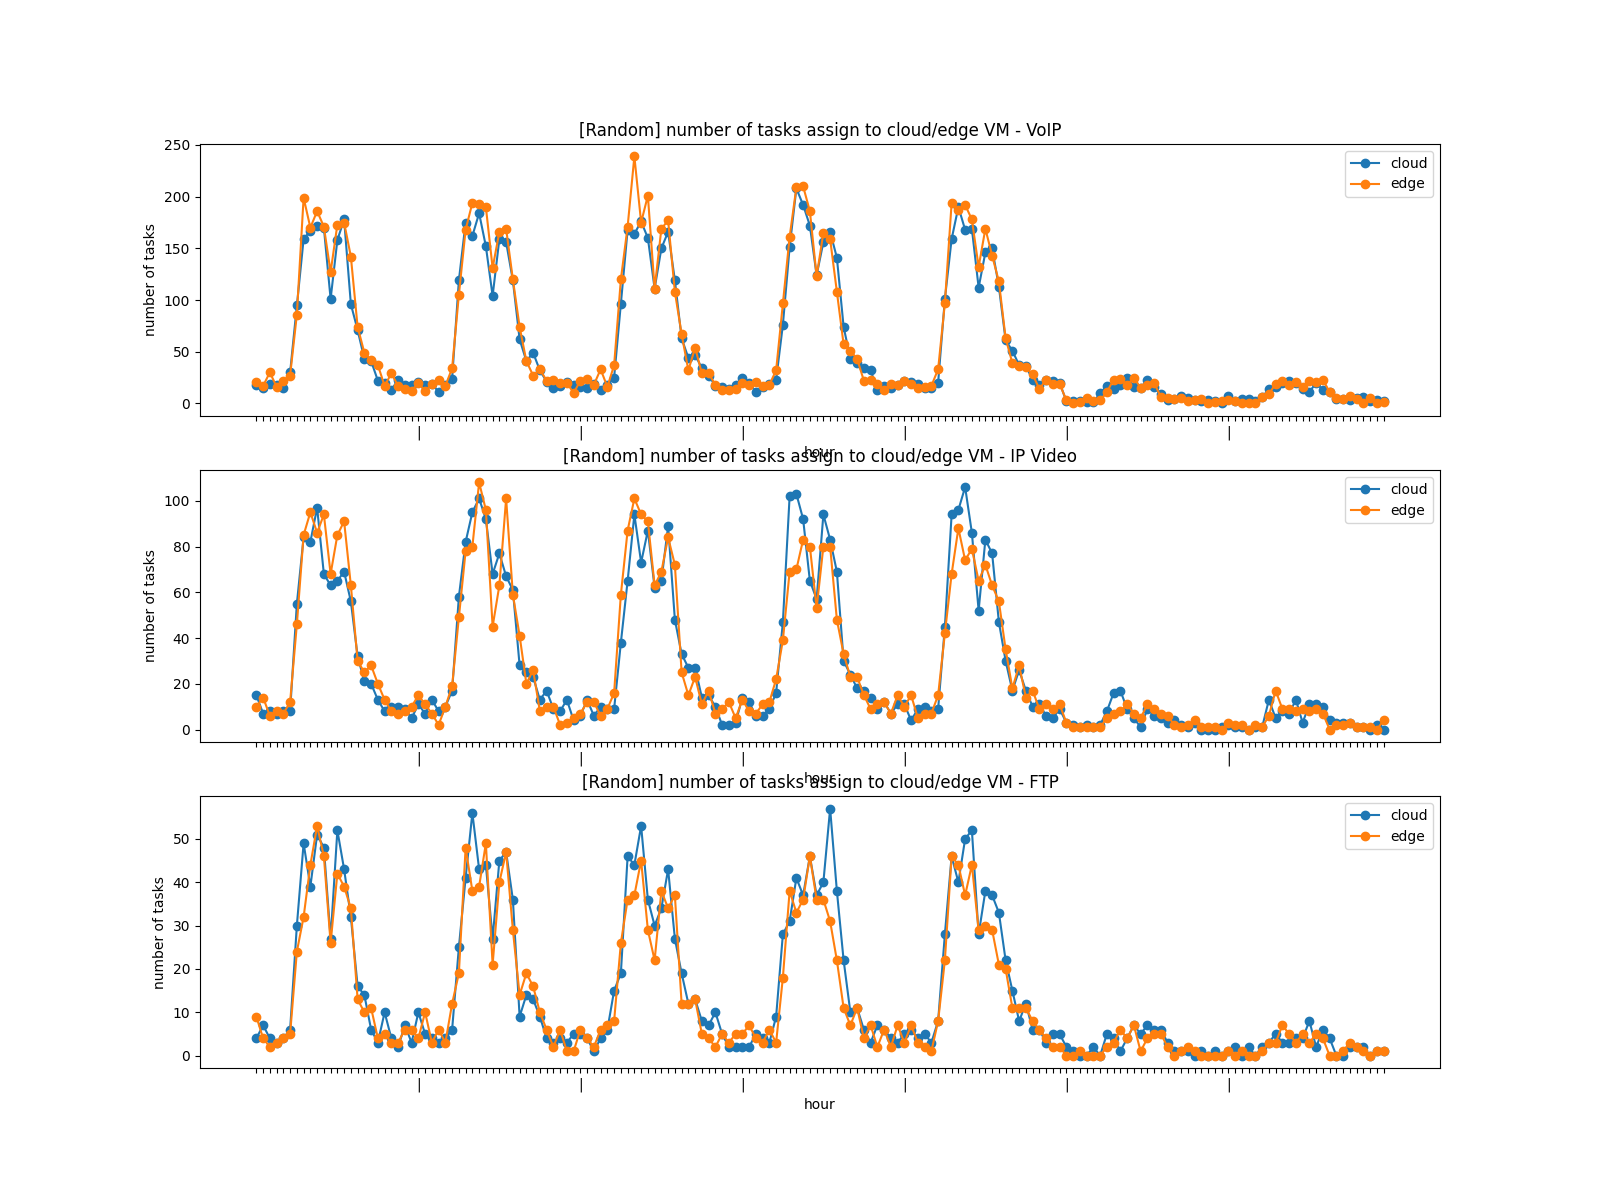 [Random] number of tasks assign to cloud/edge VM - VoIP
250
200
150
100
50
0
number of tasks
cloud
edge
|
|
|
|
|
|
hour
[Random] number of tasks assign to cloud/edge VM - IP Video
100
80
60
40
20
0
number of tasks
cloud
edge
|
|
|
|
|
|
hour
[Random] number of tasks assign to cloud/edge VM - FTP
50
40
30
20
10
0
number of tasks
cloud
edge
|
|
|
|
|
|
hour